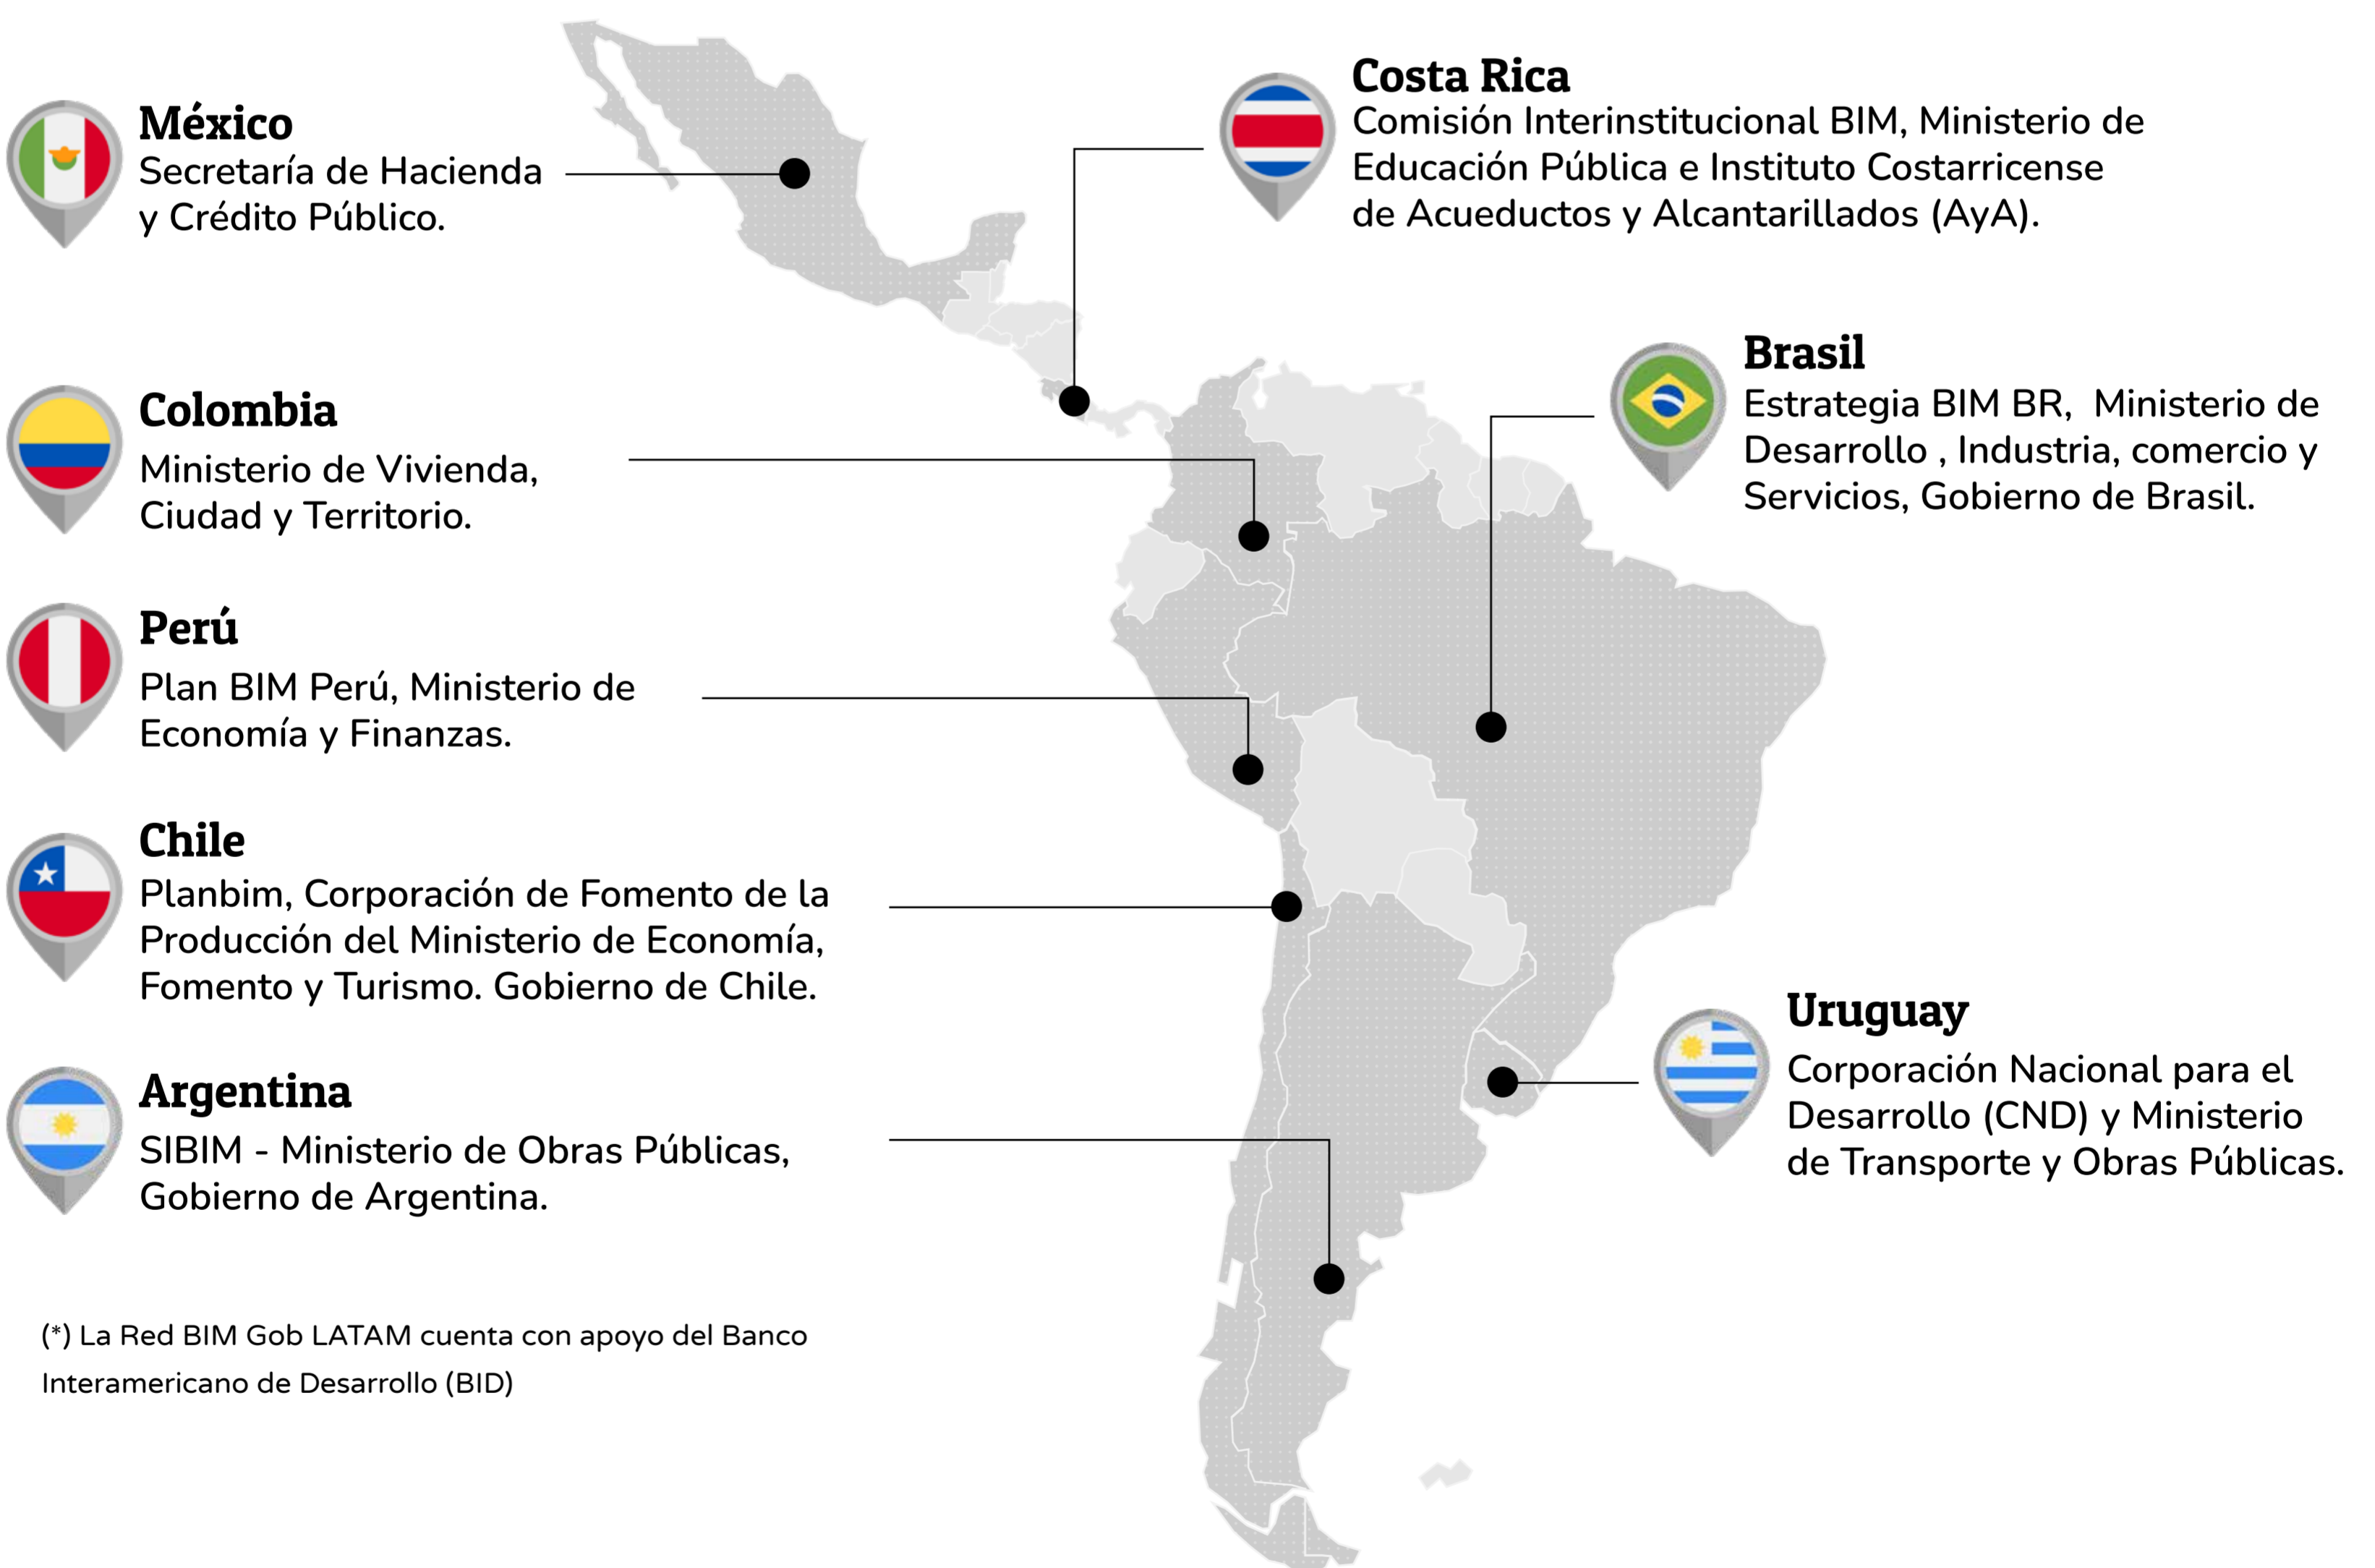 México
Secretaría de Hacienda
y Crédito Público.
Colombia
Ministerio de Vivienda,
Ciudad y Territorio.
Perú
Plan BIM Perú, Ministerio de
Economía y Finanzas.
Chile
Planbim, Corporación de Fomento de la
Producción del Ministerio de Economía,
Fomento y Turismo. Gobierno de Chile.
Argentina
SIBIM - Ministerio de Obras Públicas,
Gobierno de Argentina.
(*) La Red BIM Gob LATAM cuenta con apoyo del Banco
Interamericano de Desarrollo (BID)
Costa Rica
Comisión Interinstitucional BIM, Ministerio de
Educación Pública e Instituto Costarricense
de Acueductos y Alcantarillados (AyA).
Brasil
Estrategia BIM BR, Ministerio de
Desarrollo , Industria, comercio y
Servicios, Gobierno de Brasil.
Uruguay
Corporación Nacional para el
Desarrollo (CND) y Ministerio
de Transporte y Obras Públicas.